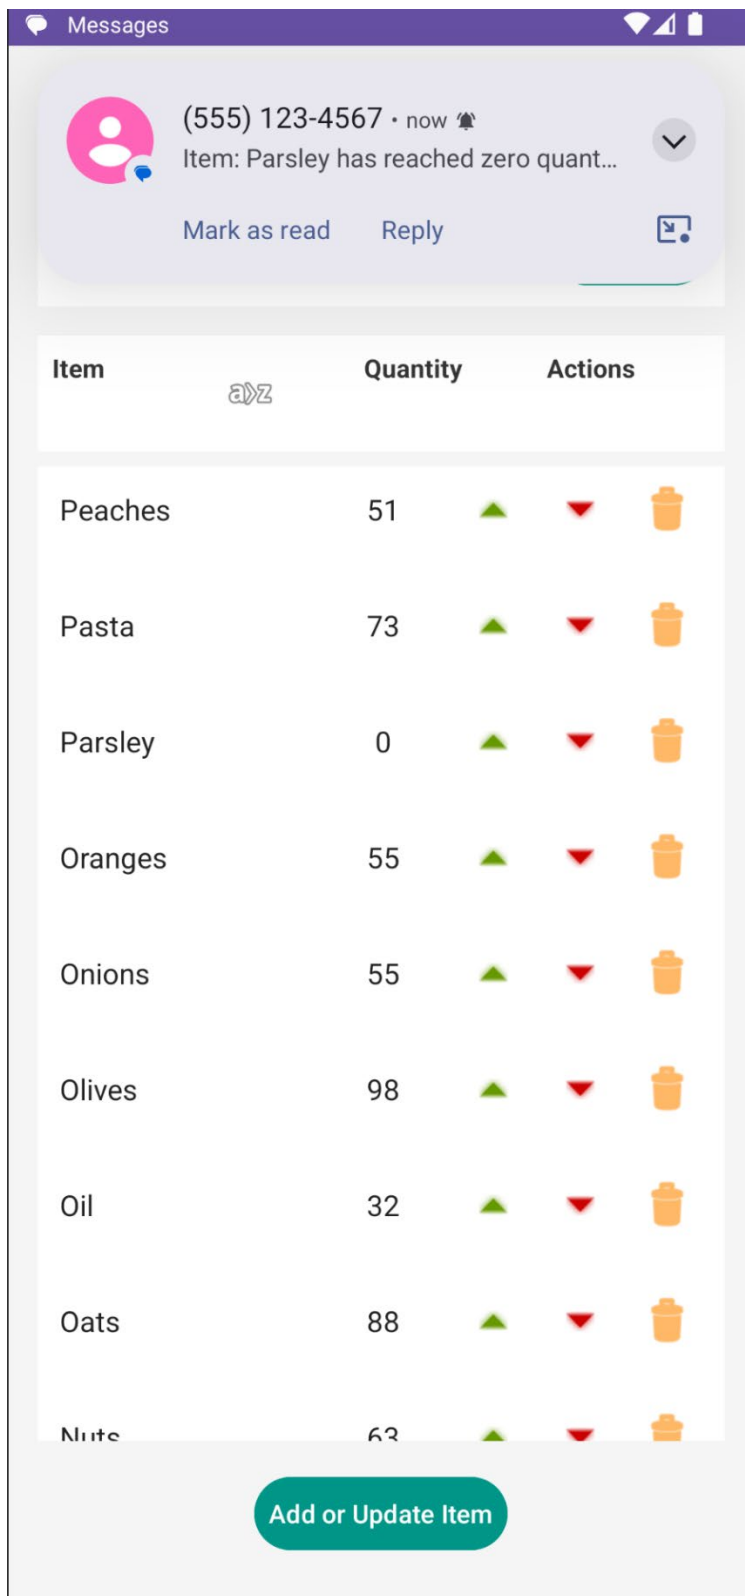 Messages
(555) 123-4567 • now
Item: Parsley has reached zero quant...
Mark as read Reply
Item Quantity Actions
a>z
Peaches 51
Pasta 73
Parsley 0
Oranges 55
Onions 55
Olives 98
Oil 32
Oats 88
Nuts 63
Add or Update Item